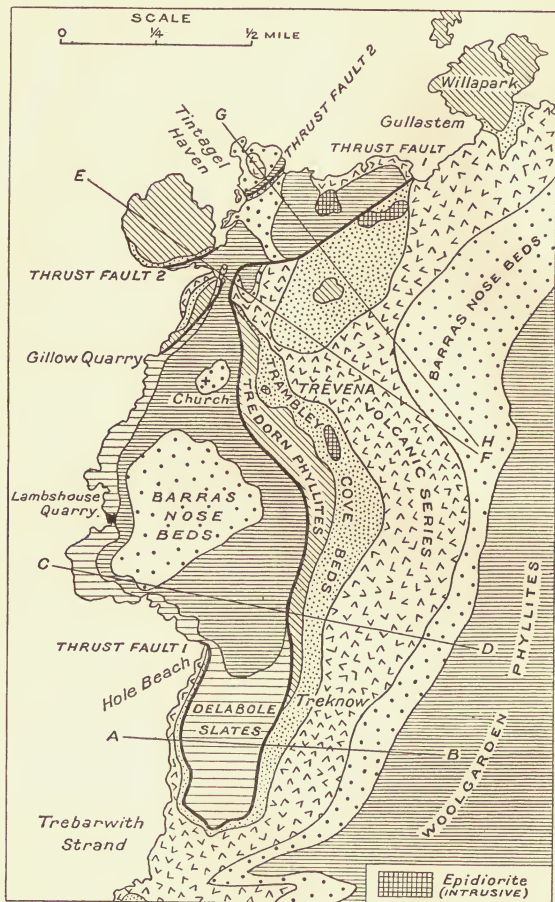 SCALE
0 1/4 1/2 MILE
Willapark
Gullastem
THRUST FAULT 2
G
Tintagel
Haven
THRUST FAULT
1
E
THRUST FAULT 2
BARRAS NOSE BEDS
Gillow Quarry
Church
TREVENA
TRAMBLEY
COVE BEDS
TREDORN PHYLLITES
VOLCANIC
SERIES
H
F
Lambshouse
Quarry.
BARRAS
NOSE
BEDS
C
D
THRUST FAULT 1
Hole Beach
DELABOLE
SLATES
Treknow
A
B
WOOLGARDEN
PHYLLITES
Trebarwith
Strand
Epidiorite
(INTRUSIVE)